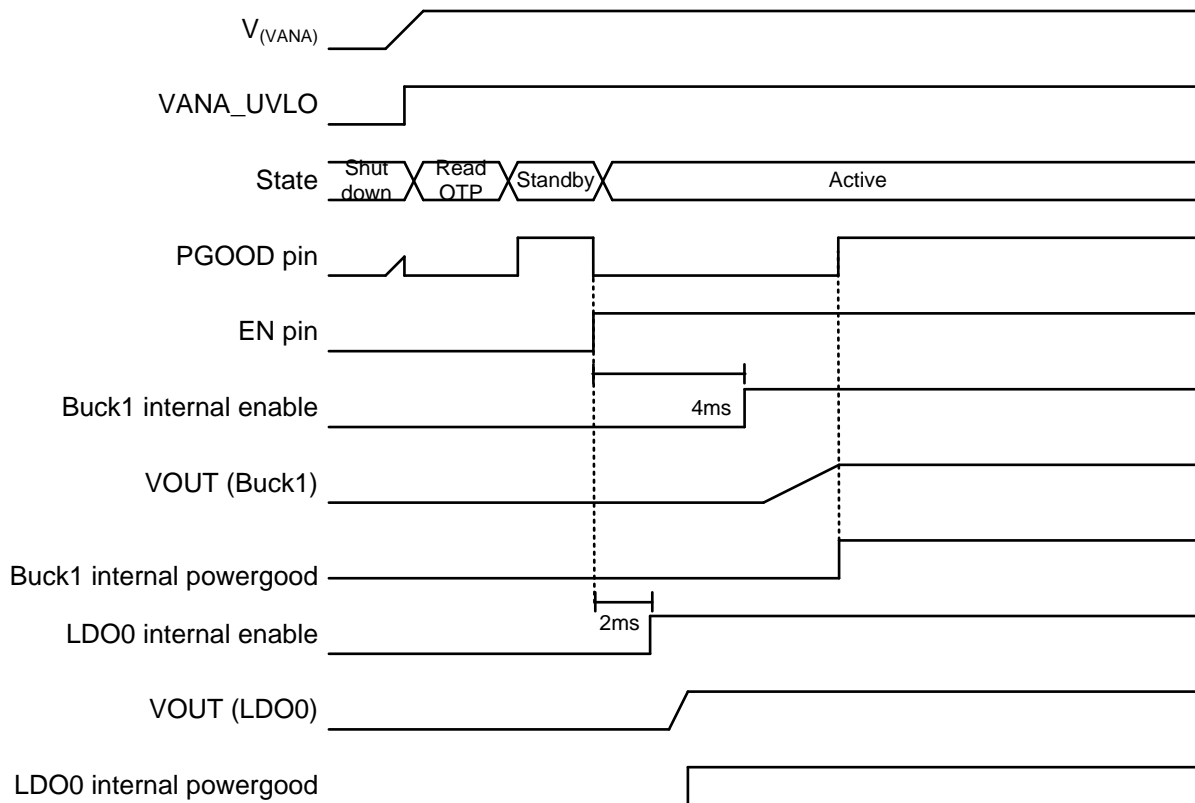 V(VANA)
VANA_UVLO
State
Shut
down
Read
OTP
Standby
Active
PGOOD pin
EN pin
Buck1 internal enable
4ms
VOUT (Buck1)
Buck1 internal powergood
2ms
LDO0 internal enable
VOUT (LDO0)
LDO0 internal powergood